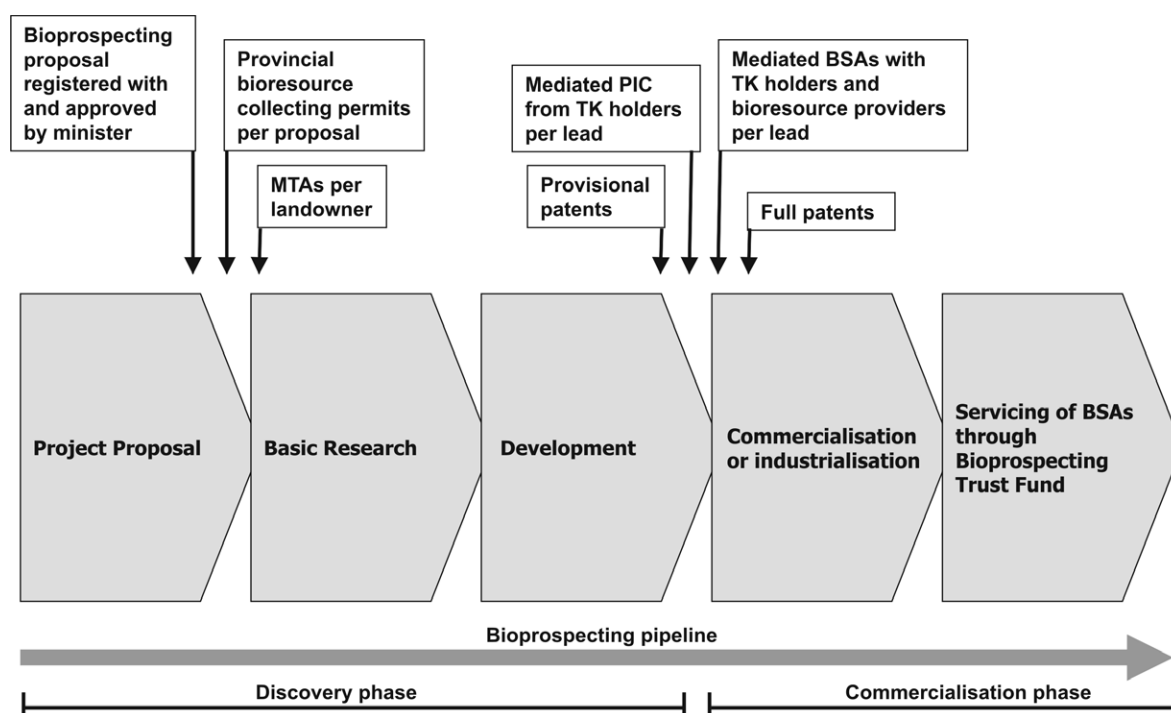 Bioprospecting
proposal
registered with
and approved
by minister
Provincial
bioresource
collecting permits
per proposal
MTAs per
landowner
Mediated PIC
from TK holders
per lead
Provisional
patents
Mediated BSAs with
TK holders and
bioresource providers
per lead
Full patents
Project Proposal
Basic Research
Development
Commercialisation
or industrialisation
Servicing of BSAs
through
Bioprospecting
Trust Fund
Bioprospecting pipeline
Discovery phase
Commercialisation phase